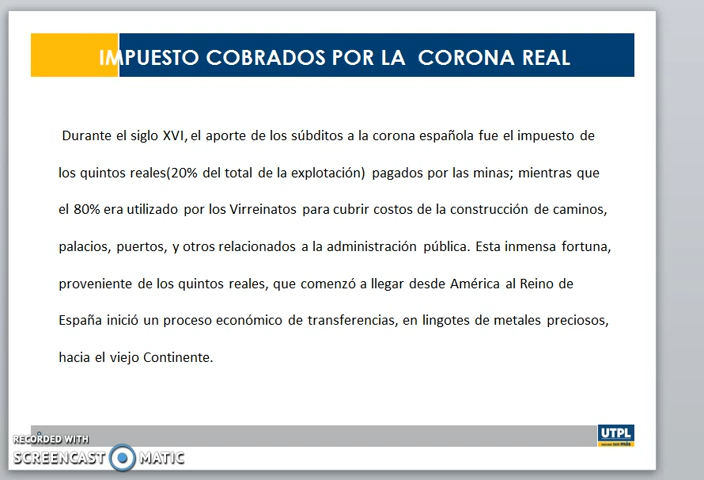 IMPUESTO COBRADOS POR LA CORONA REAL
Durante el siglo XVI, el aporte de los súbditos a la corona española fue el impuesto de
los quintos reales(20% del total de la explotación) pagados por las minas; mientras que
el 80% era utilizado por los Virreinatos para cubrir costos de la construcción de caminos,
palacios, puertos, y otros relacionados a la administración pública. Esta inmensa fortuna,
proveniente de los quintos reales, que comenzó a llegar desde América al Reino de
España inició un proceso económico de transferencias, en lingotes de metales preciosos,
hacia el viejo Continente.
UTPL
RECORDED WITH
SCREENCAST MATIC